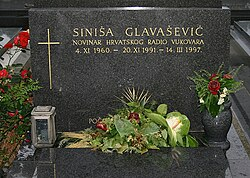 SINIŠA GLAVAŠEVIĆ
NOVINAR HRVATSKOG RADIO VUKOVARA
4. XI 1960. – 20. XI 1991. – 14. III 1997.